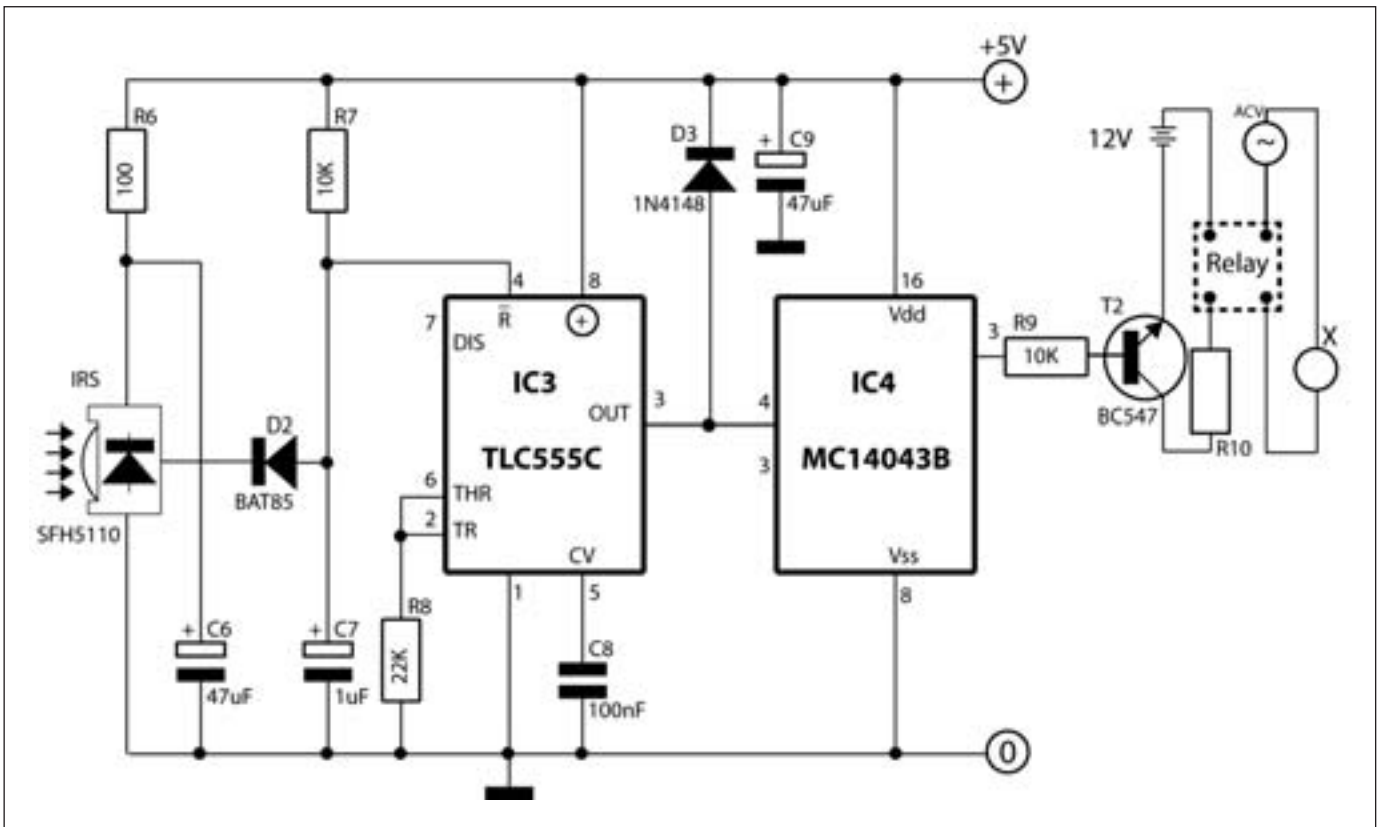 +5V
+
R6
100
R7
10K
D3
1N4148
+ C9
47uF
12V
ACV
~
Relay
4
8
R
+
7
DIS
IC3
OUT
3
TLC555C
6
THR
2
TR
CV
1
5
16
Vdd
IC4
4
3
MC14043B
3
Vss
8
R9
10K
T2
BC547
R10
X
IRS
SFH5110
D2
BAT85
+ C6
47uF
+ C7
1uF
R8
22K
C8
100nF
0